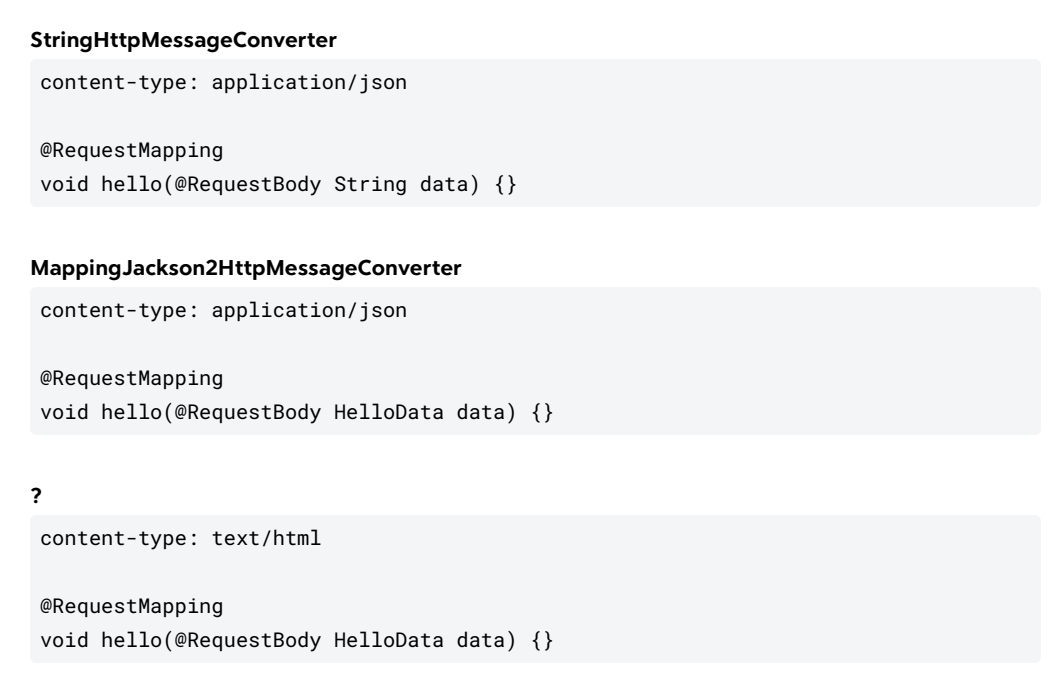 StringHttpMessageConverter
content-type: application/json
@RequestMapping
void hello(@RequestBody String data) {}
MappingJackson2HttpMessageConverter
content-type: application/json
@RequestMapping
void hello(@RequestBody HelloData data) {}
?
content-type: text/html
@RequestMapping
void hello(@RequestBody HelloData data) {}